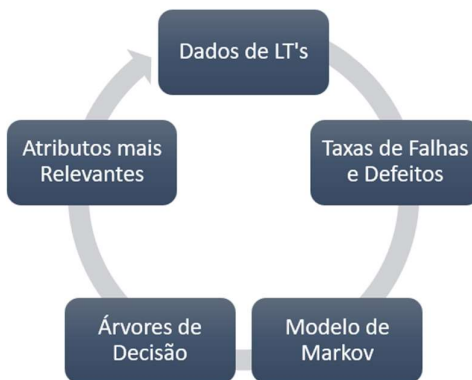 Dados de LT's
Taxas de Falhas
e Defeitos
Modelo de
Markov
Árvores de
Decisão
Atributos mais
Relevantes